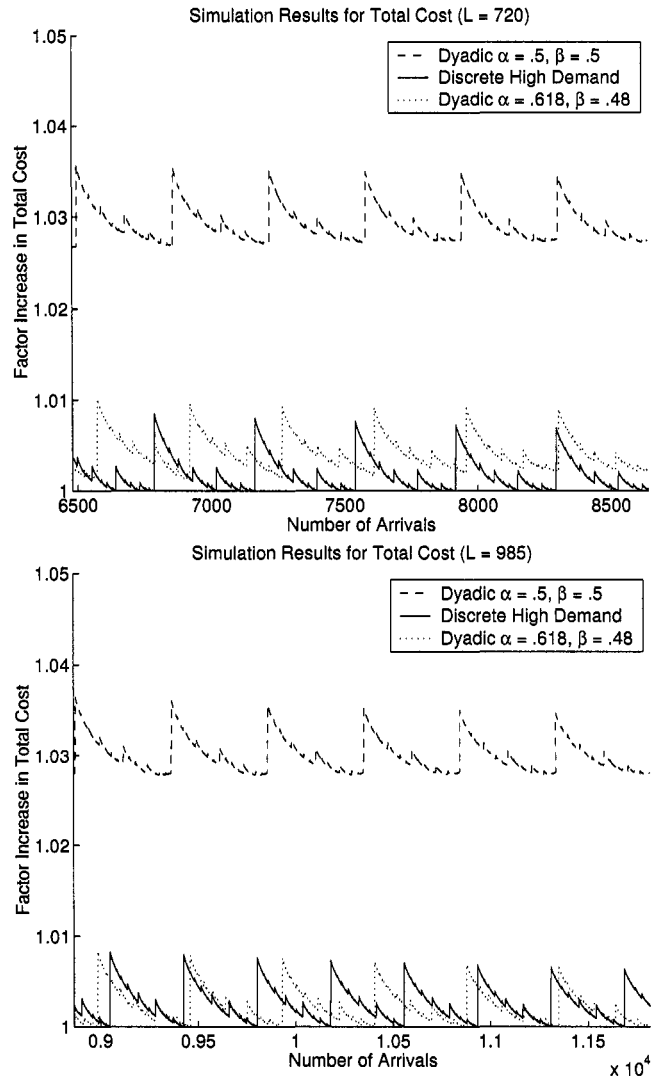 Simulation Results for Total Cost (L = 720)
1.05
Dyadic α = .5, β = .5
Discrete High Demand
Dyadic α = .618, β = .48
1.04
1.03
1.02
1.01
1
Factor Increase in Total Cost
6500 7000 7500 8000 8500
Number of Arrivals
Simulation Results for Total Cost (L = 985)
1.05
Dyadic α = .5, β = .5
Discrete High Demand
Dyadic α = .618, β = .48
1.04
1.03
1.02
1.01
1
Factor Increase in Total Cost
0.9 0.95 1 1.05 1.1 1.15
Number of Arrivals
x 10⁴